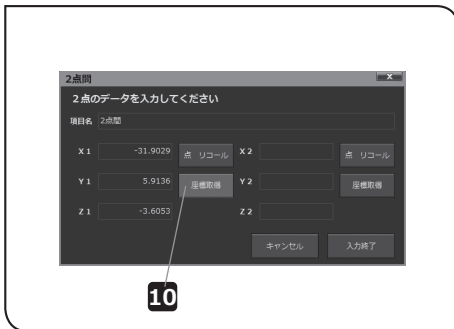 2点間 x
2点のデータを入力してください
項目名 2点間
X 1 -31.9029 点 リコール X 2 点 リコール
Y 1 5.9136 座標取得 Y 2 座標取得
Z 1 -3.6053 Z 2
キャンセル 入力終了
10